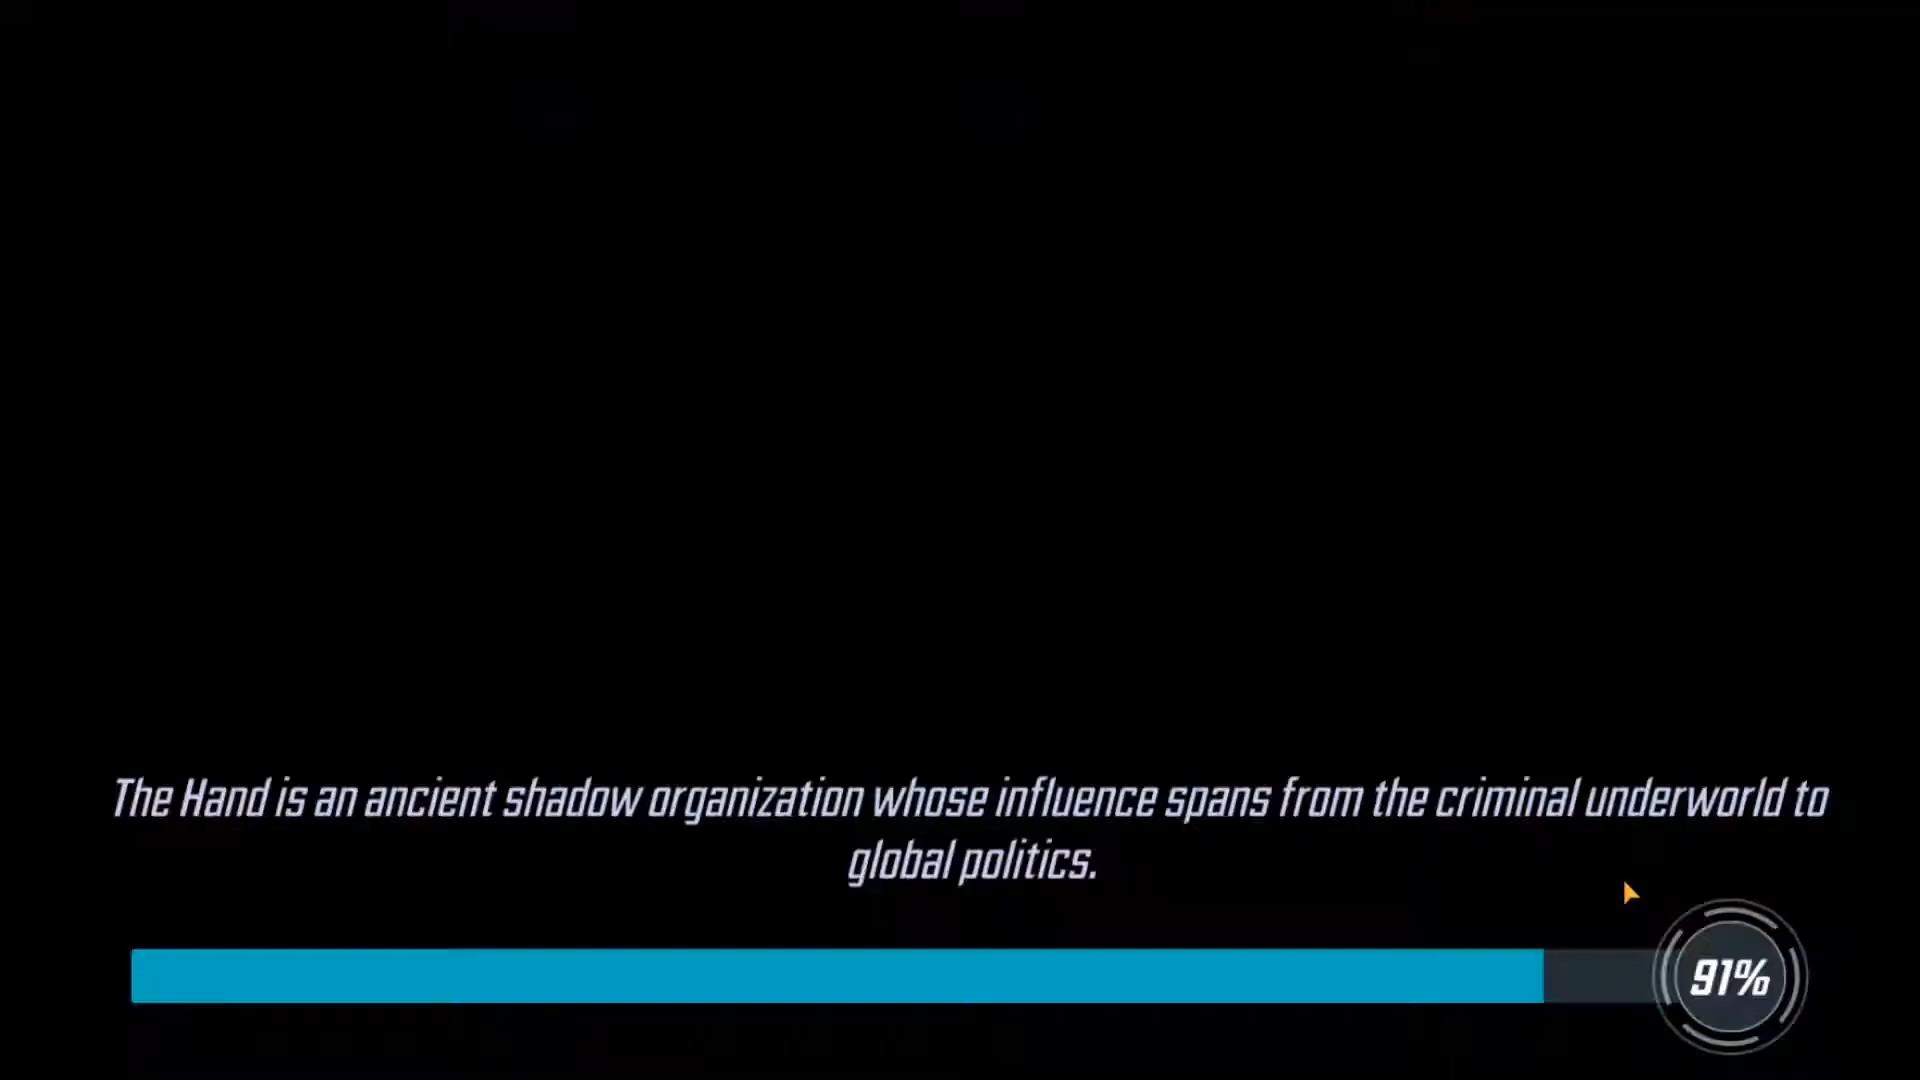 The Hand is an ancient shadow organization whose influence spans from the criminal underworld to
global politics.
91%